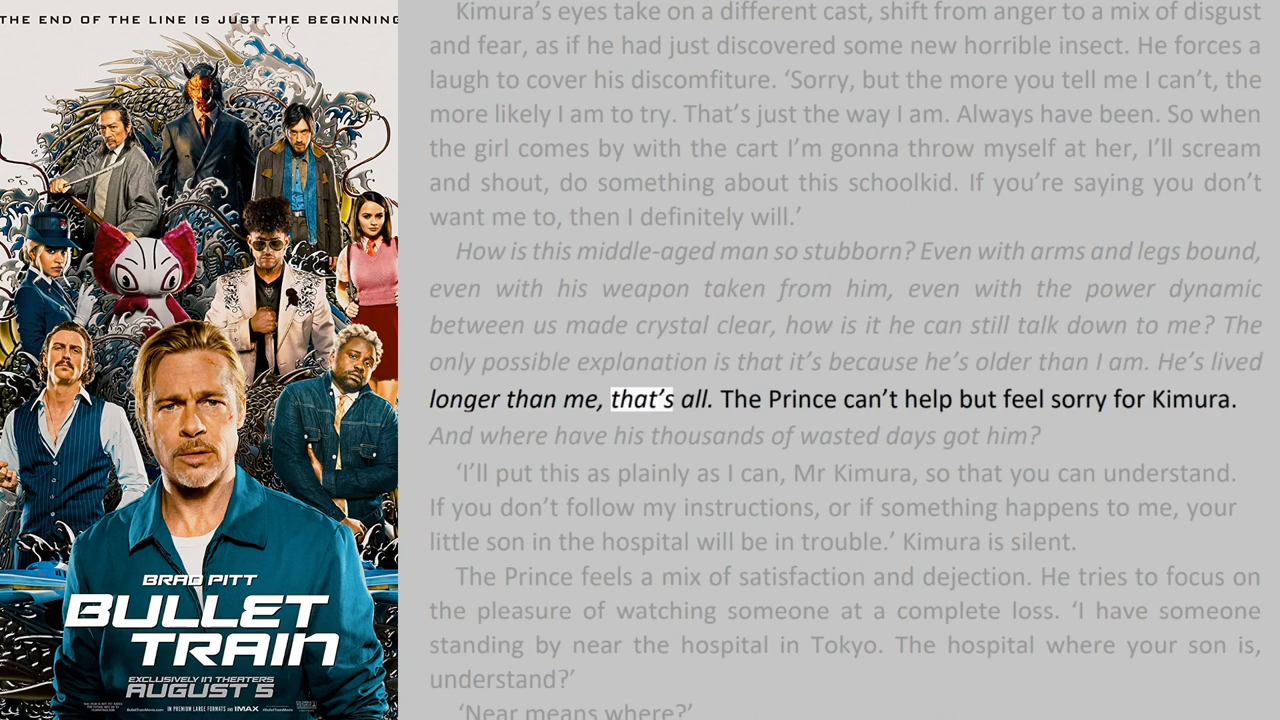 THE END OF THE LINE IS JUST THE BEGINNING
BRAD PITT
BULLET
TRAIN
EXCLUSIVELY IN THEATERS
AUGUST 5
BulletTrainMovie.com
IN PREMIUM LARGE FORMATS AND IMAX
#BulletTrainMovie
Kimura’s eyes take on a different cast, shift from anger to a mix of disgust
and fear, as if he had just discovered some new horrible insect. He forces a
laugh to cover his discomfiture. ‘Sorry, but the more you tell me I can’t, the
more likely I am to try. That’s just the way I am. Always have been. So when
the girl comes by with the cart I’m gonna throw myself at her, I’ll scream
and shout, do something about this schoolkid. If you’re saying you don’t
want me to, then I definitely will.’
How is this middle-aged man so stubborn? Even with arms and legs bound,
even with his weapon taken from him, even with the power dynamic
between us made crystal clear, how is it he can still talk down to me? The
only possible explanation is that it’s because he’s older than I am. He’s lived
longer than me, that’s all. The Prince can’t help but feel sorry for Kimura.
And where have his thousands of wasted days got him?
‘I’ll put this as plainly as I can, Mr Kimura, so that you can understand.
If you don’t follow my instructions, or if something happens to me, your
little son in the hospital will be in trouble.’ Kimura is silent.
The Prince feels a mix of satisfaction and dejection. He tries to focus on
the pleasure of watching someone at a complete loss. ‘I have someone
standing by near the hospital in Tokyo. The hospital where your son is,
understand?’
‘Near means where?’